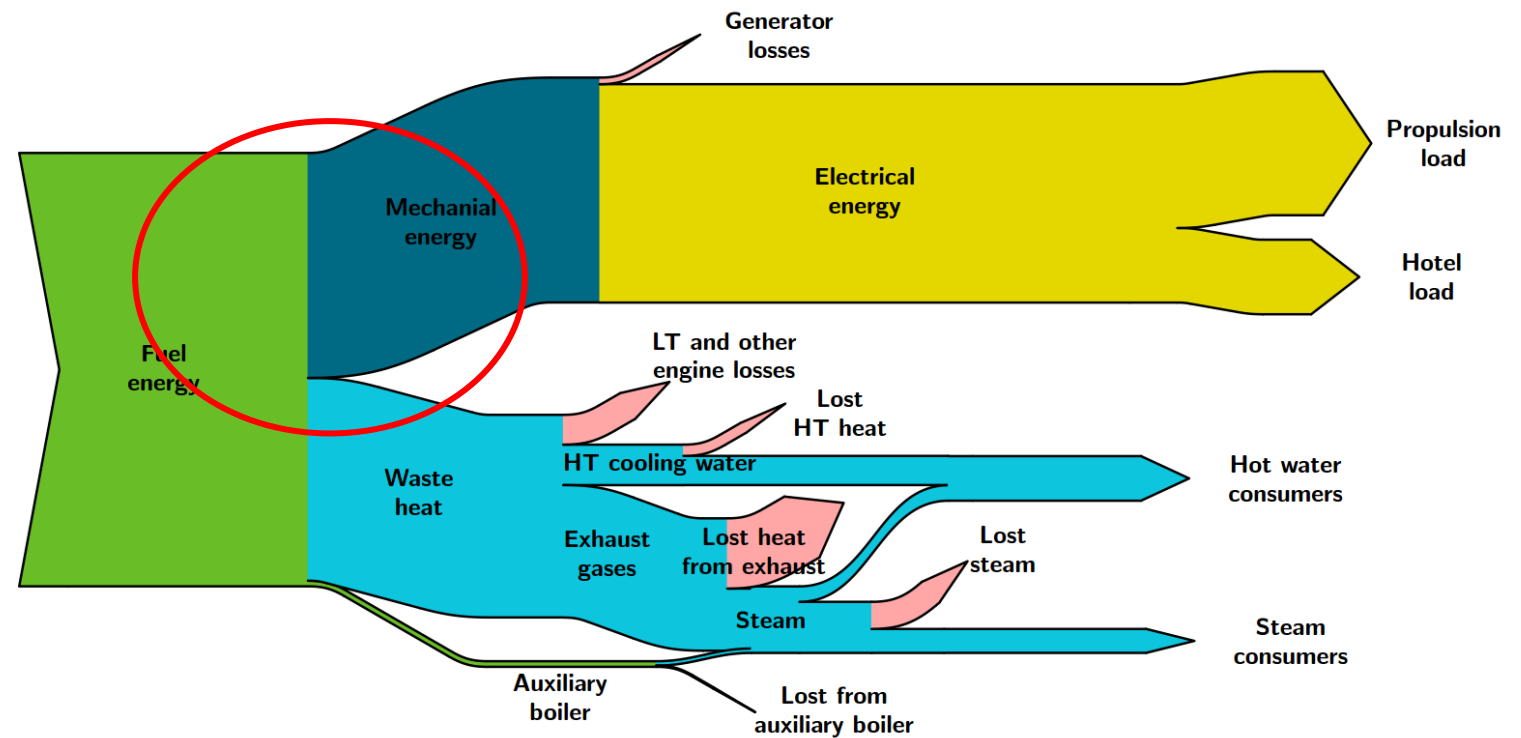 Generator
losses
Propulsion
load
Electrical
energy
Mechanial
energy
Hotel
load
Fuel
energy
LT and other
engine losses
Lost
HT heat
HT cooling water
Hot water
consumers
Waste
heat
Exhaust
gases
Lost heat
from exhaust
Lost
steam
Steam
Steam
consumers
Auxiliary
boiler
Lost from
auxiliary boiler